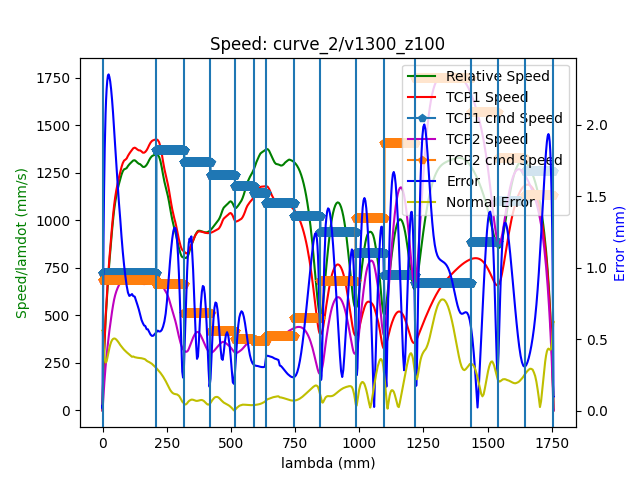 Speed: curve_2/v1300_z100
Relative Speed
TCP1 Speed
TCP1 cmd Speed
TCP2 Speed
TCP2 cmd Speed
Error
Normal Error
Speed/lamdot (mm/s)
1750
1500
1250
1000
750
500
250
0
2.0
1.5
1.0
0.5
0.0
Error (mm)
0 250 500 750 1000 1250 1500 1750
lambda (mm)